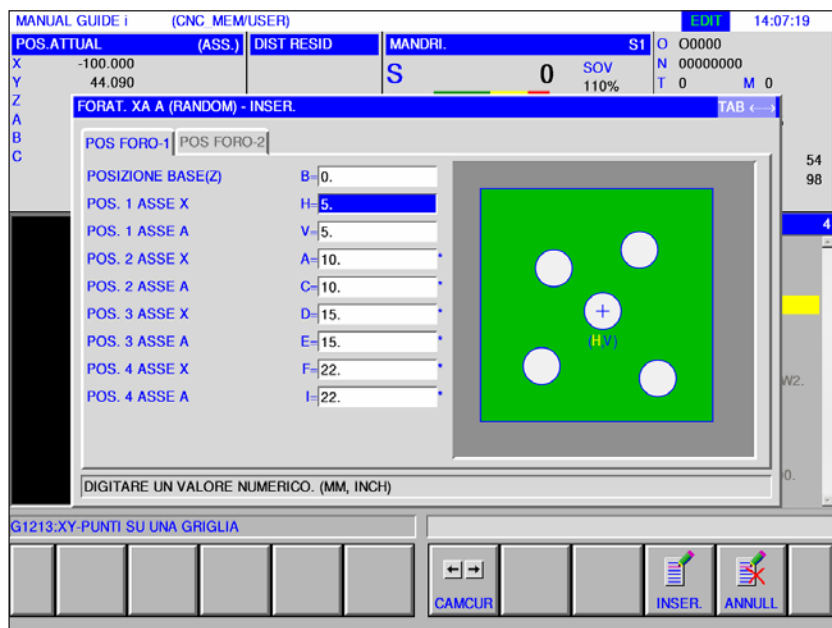 MANUAL GUIDE i (CNC_MEM/USER) EDIT 14:07:19
POS.ATTUAL (ASS.) DIST RESID MANDRI. S1 O O0000
X -100.000 N 00000000
Y 44.090 S 0 SOV 110% T 0 M 0
Z
A
B
C
54
98
4
FORAT. XA A (RANDOM) - INSER. TAB ←→
POS FORO-1 POS FORO-2
POSIZIONE BASE(Z) B=0.
POS. 1 ASSE X H=5.
POS. 1 ASSE A V=5.
POS. 2 ASSE X A=10. *
POS. 2 ASSE A C=10. *
POS. 3 ASSE X D=15. *
POS. 3 ASSE A E=15. *
POS. 4 ASSE X F=22. *
POS. 4 ASSE A I=22. *
(H,V)
W2.
0.
DIGITARE UN VALORE NUMERICO. (MM, INCH)
G1213:XY-PUNTI SU UNA GRIGLIA
←→
CAMCUR INSER. ANNULL